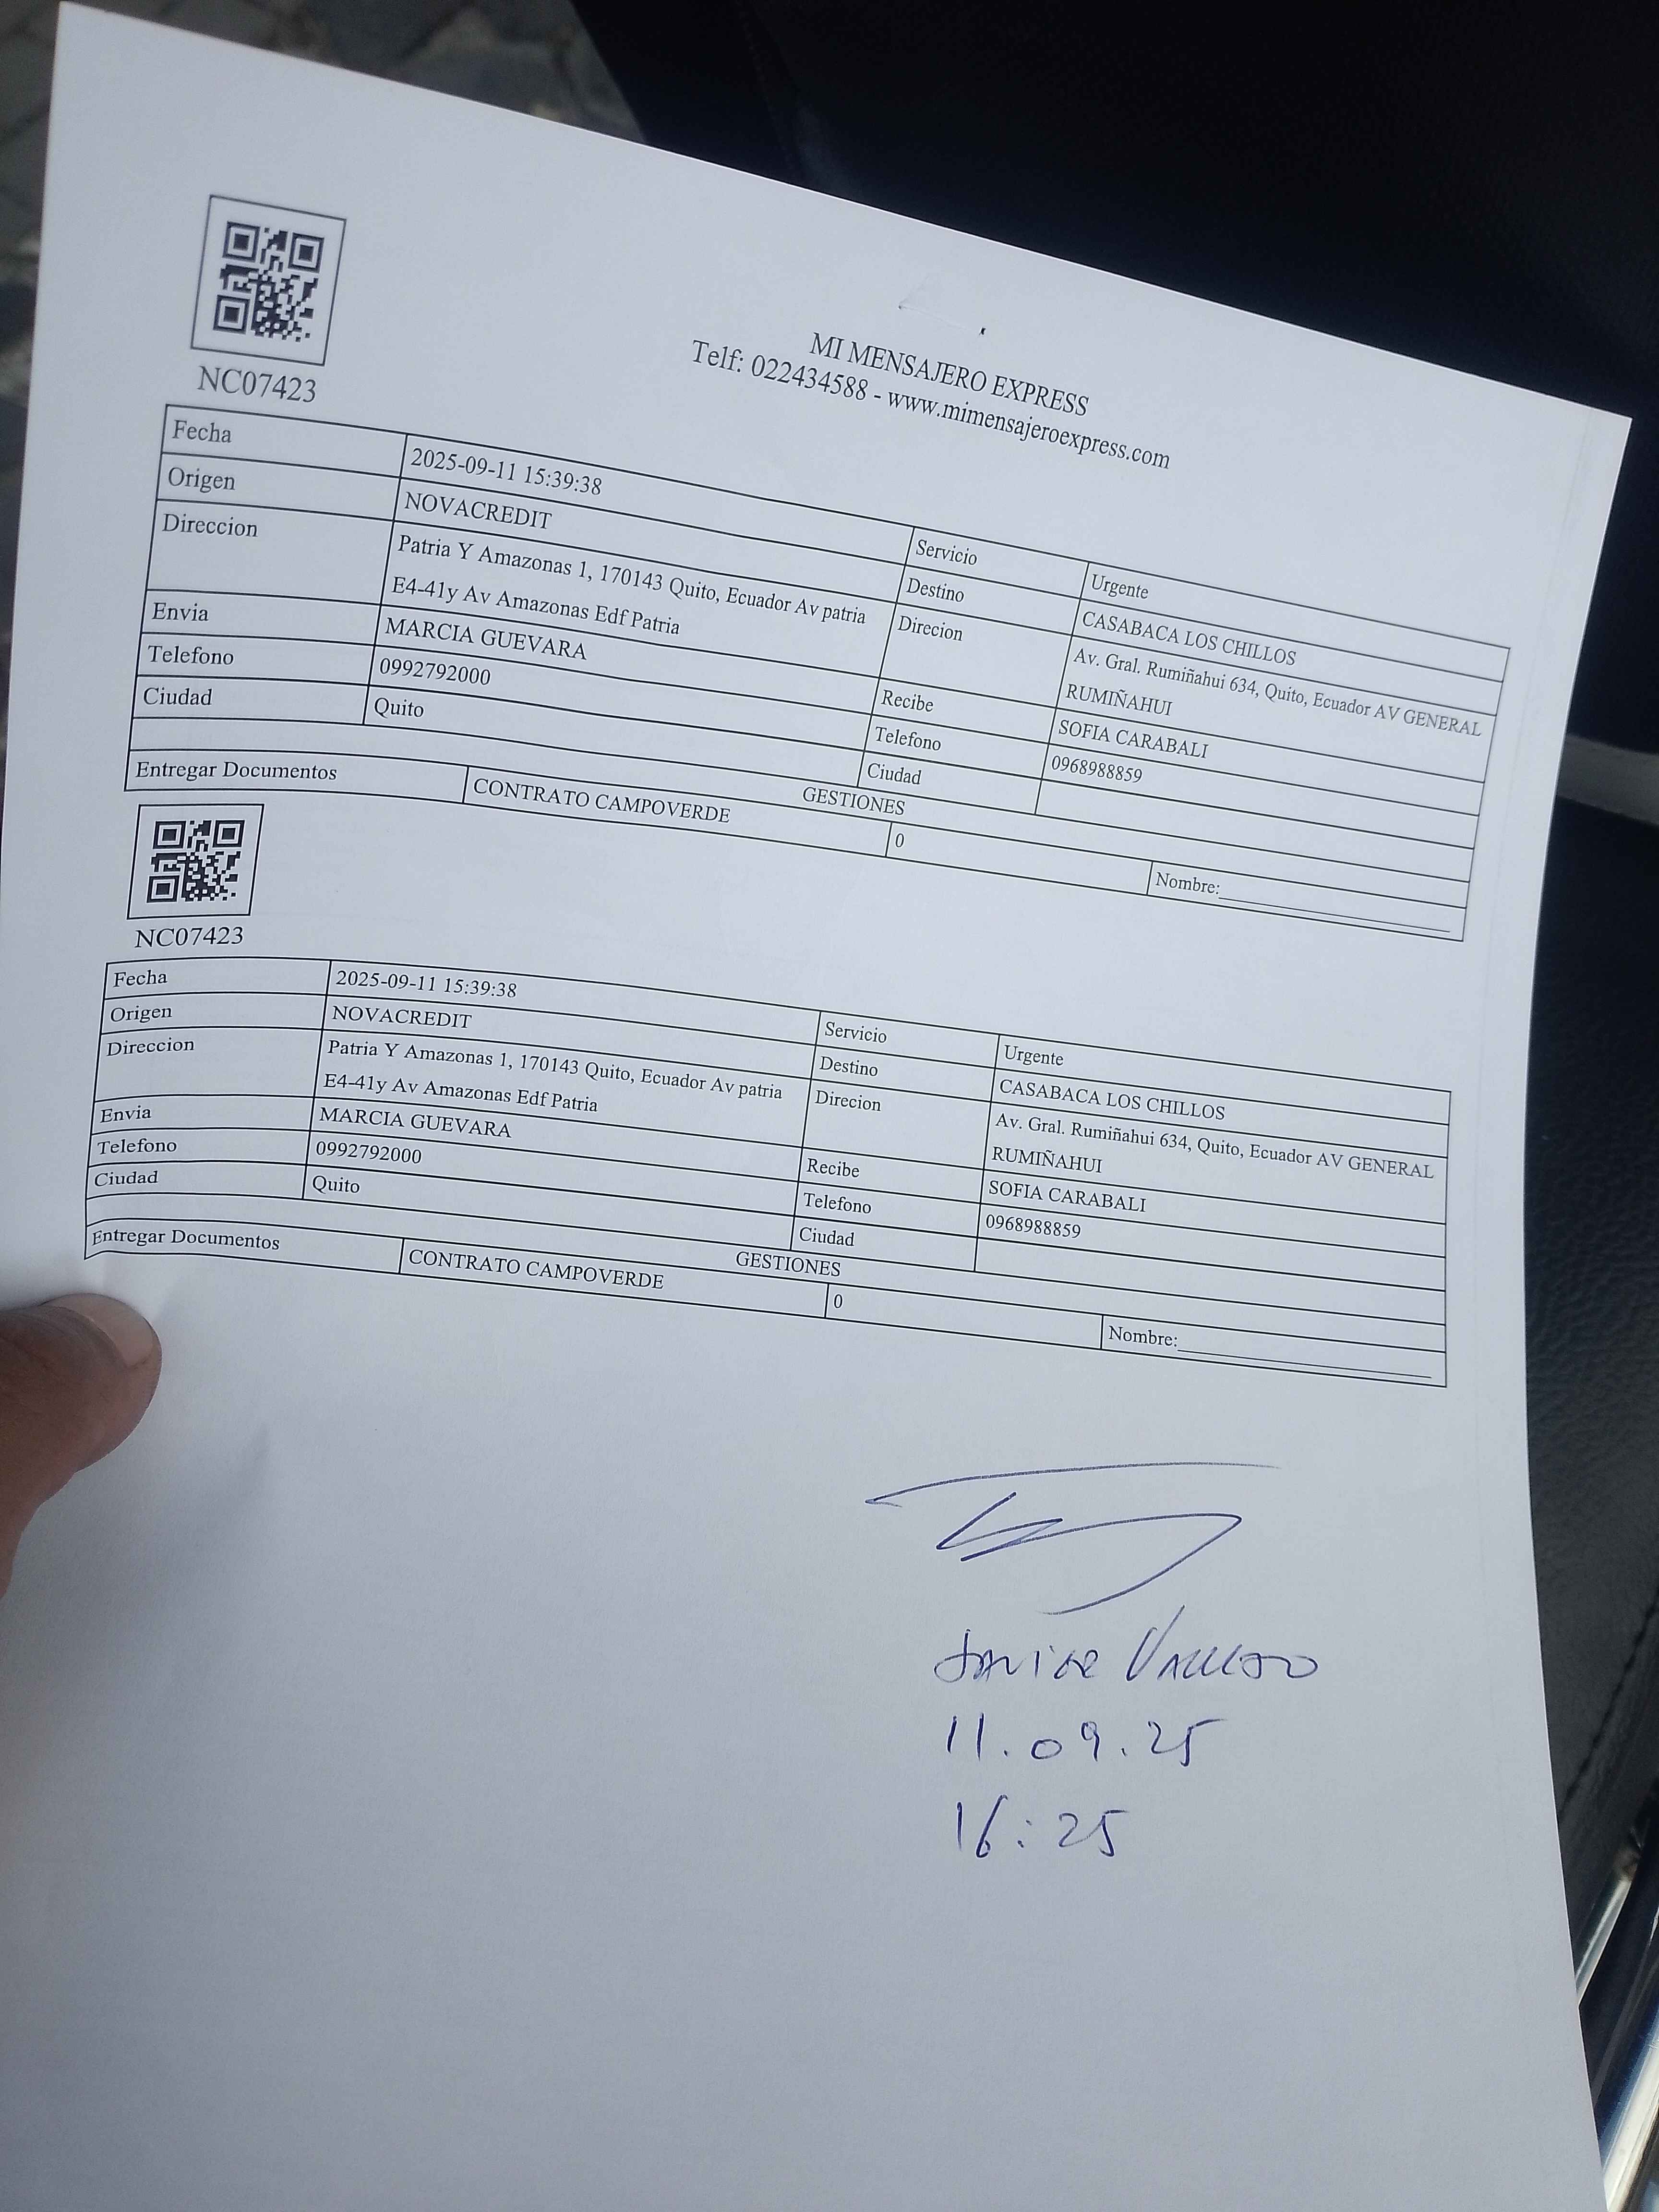 NC07423
MI MENSAJERO EXPRESS
Telf: 022434588 - www.mimensajeroexpress.com
Fecha 2025-09-11 15:39:38 Servicio Urgente
Origen NOVACREDIT Destino CASABACA LOS CHILLOS
Direccion Patria Y Amazonas 1, 170143 Quito, Ecuador Av patria Direcion Av. Gral. Rumiñahui 634, Quito, Ecuador AV GENERAL
E4-41y Av Amazonas Edf Patria RUMIÑAHUI
Envia MARCIA GUEVARA Recibe SOFIA CARABALI
Telefono 0992792000 Telefono 0968988859
Ciudad Quito Ciudad
GESTIONES
Entregar Documentos CONTRATO CAMPOVERDE 0 Nombre:
NC07423
Fecha 2025-09-11 15:39:38 Servicio Urgente
Origen NOVACREDIT Destino CASABACA LOS CHILLOS
Direccion Patria Y Amazonas 1, 170143 Quito, Ecuador Av patria Direcion Av. Gral. Rumiñahui 634, Quito, Ecuador AV GENERAL
E4-41y Av Amazonas Edf Patria RUMIÑAHUI
Envia MARCIA GUEVARA Recibe SOFIA CARABALI
Telefono 0992792000 Telefono 0968988859
Ciudad Quito Ciudad
GESTIONES
Entregar Documentos CONTRATO CAMPOVERDE 0 Nombre:
11.09.25
16:25